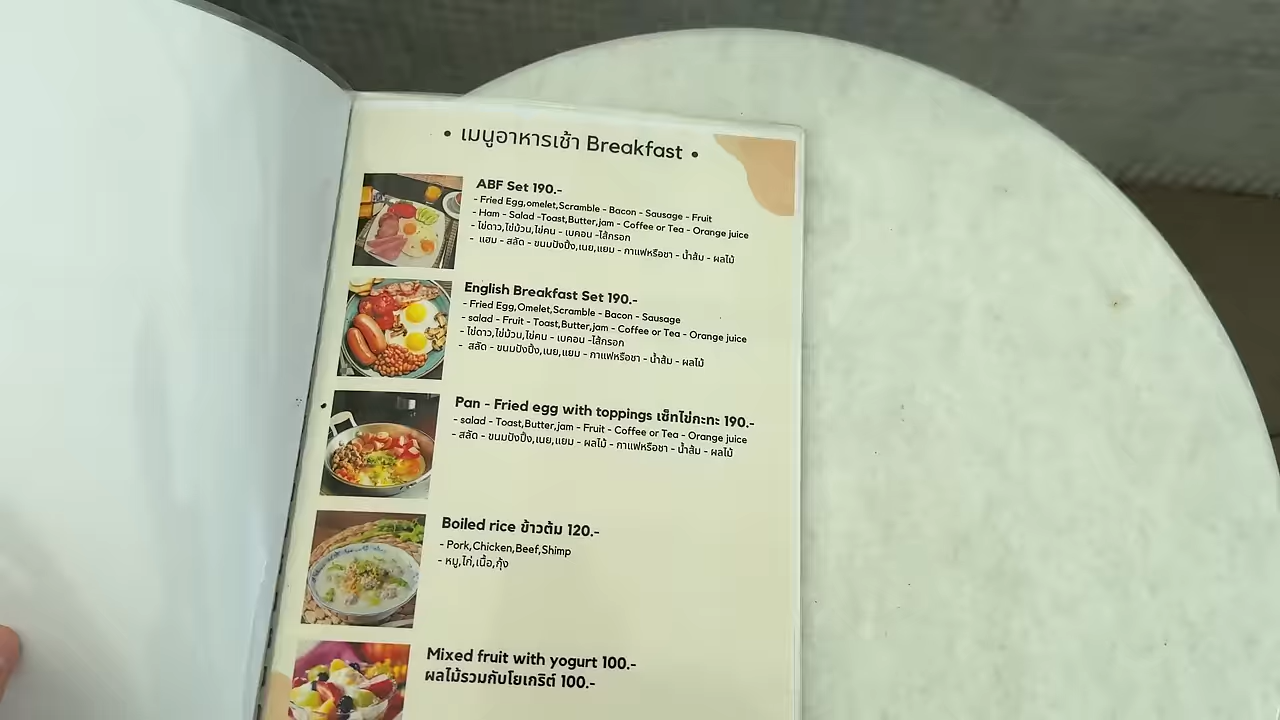 • เมนูอาหารเช้า Breakfast •
ABF Set 190.-
- Fried Egg,omelet,Scramble - Bacon - Sausage - Fruit
- Ham - Salad -Toast,Butter,jam - Coffee or Tea - Orange juice
- ไข่ดาว,ไข่ม้วน,ไข่คน - เบคอน -ไส้กรอก
- แฮม - สลัด - ขนมปังปิ้ง,เนย,แยม - กาแฟหรือชา - น้ำส้ม - ผลไม้
English Breakfast Set 190.-
- Fried Egg,Omelet,Scramble - Bacon - Sausage
- salad - Fruit - Toast,Butter,jam - Coffee or Tea - Orange juice
- ไข่ดาว,ไข่ม้วน,ไข่คน - เบคอน -ไส้กรอก
- สลัด - ขนมปังปิ้ง,เนย,แยม - กาแฟหรือชา - น้ำส้ม - ผลไม้
Pan - Fried egg with toppings เซ็ทไข่กะทะ 190.-
- salad - Toast,Butter,jam - Fruit - Coffee or Tea - Orange juice
- สลัด - ขนมปังปิ้ง,เนย,แยม - ผลไม้ - กาแฟหรือชา - น้ำส้ม - ผลไม้
Boiled rice ข้าวต้ม 120.-
- Pork,Chicken,Beef,Shimp
- หมู,ไก่,เนื้อ,กุ้ง
Mixed fruit with yogurt 100.-
ผลไม้รวมกับโยเกริต์ 100.-